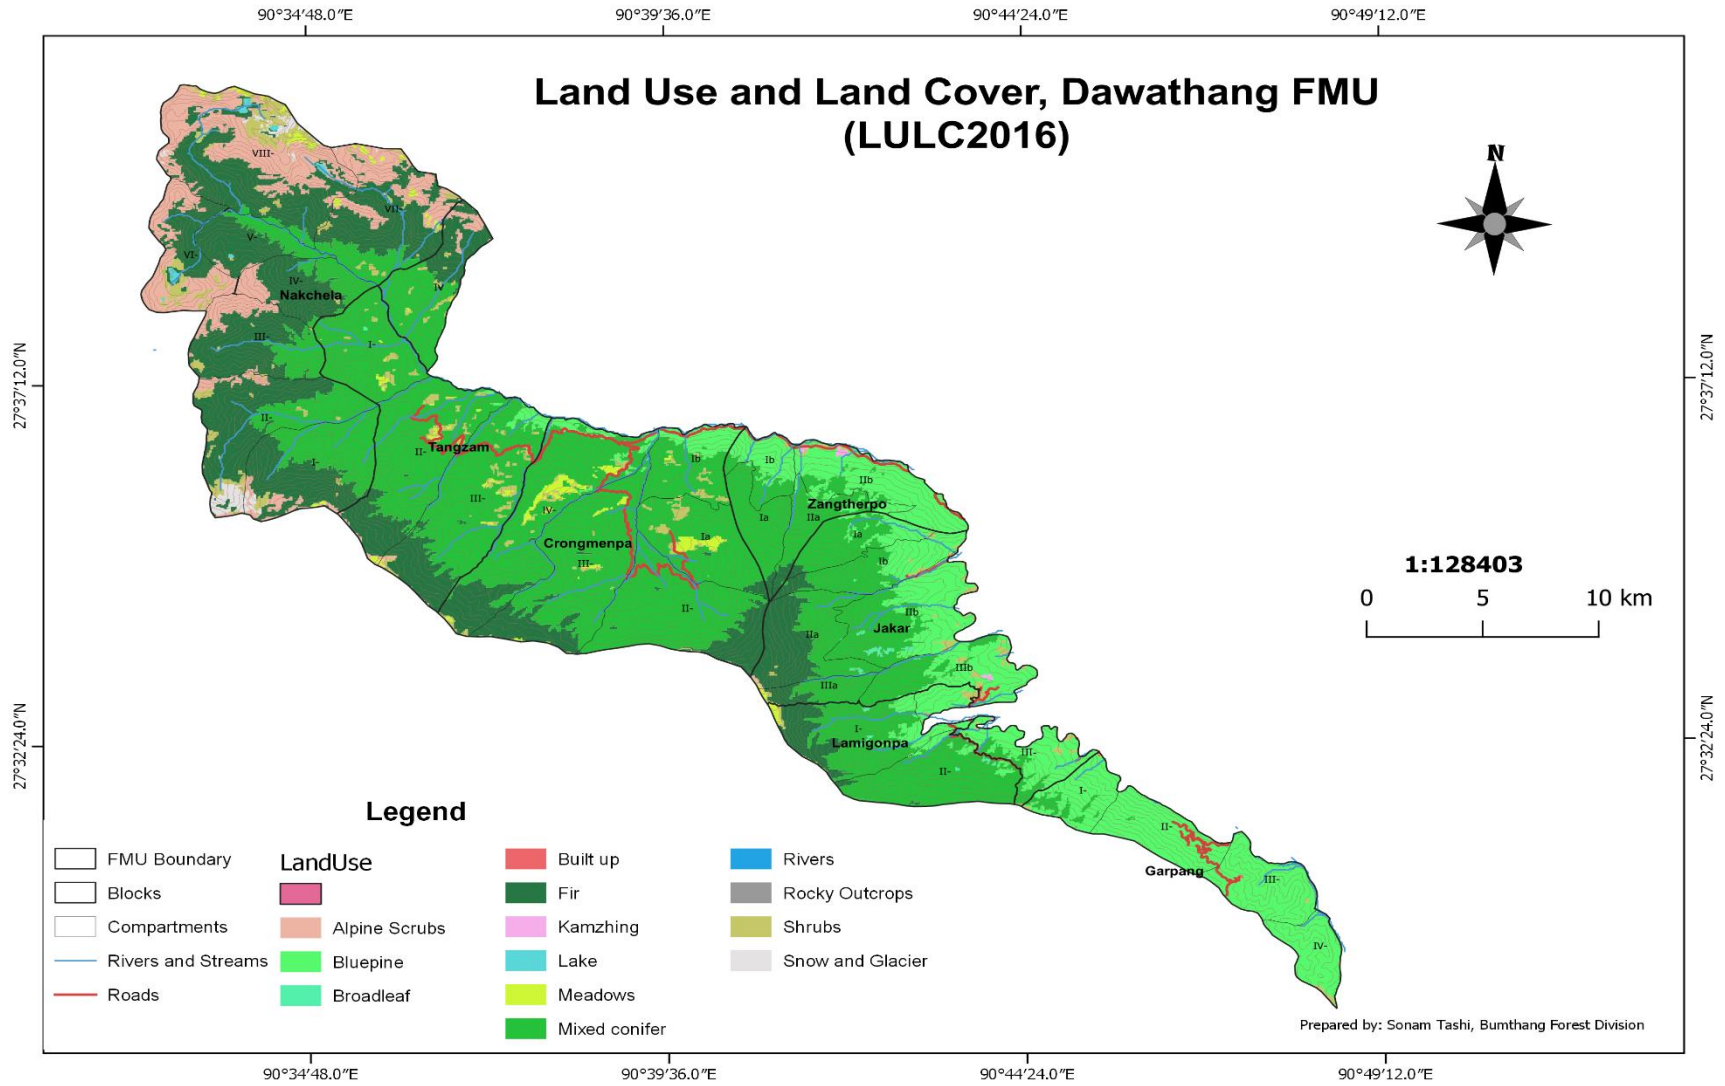 90°34′48.0″E 90°39′36.0″E 90°44′24.0″E 90°49′12.0″E
Land Use and Land Cover, Dawathang FMU
(LULC2016)
N
VIII-
VII-
V-
VI-
IV-
Nakchela
IV
III-
I-
27°37′12.0″N
27°37′12.0″N
II-
I-
I
II-
Tangzam
III-
IV-
Crongmenpa
III-
II-
Ib
Ia
Ib
IIb
Zangtherpo
Ia
IIa
Ia
Ib
IIb
Jakar
IIa
IIIb
IIIa
1:128403
0 5 10 km
27°32′24.0″N
27°32′24.0″N
I-
Lamigonpa
II-
III-
I-
II-
Garpang
III-
IV-
Legend
FMU Boundary
Blocks
Compartments
Rivers and Streams
Roads
LandUse
Alpine Scrubs
Bluepine
Broadleaf
Built up
Fir
Kamzhing
Lake
Meadows
Mixed conifer
Rivers
Rocky Outcrops
Shrubs
Snow and Glacier
Prepared by: Sonam Tashi, Bumthang Forest Division
90°34′48.0″E 90°39′36.0″E 90°44′24.0″E 90°49′12.0″E